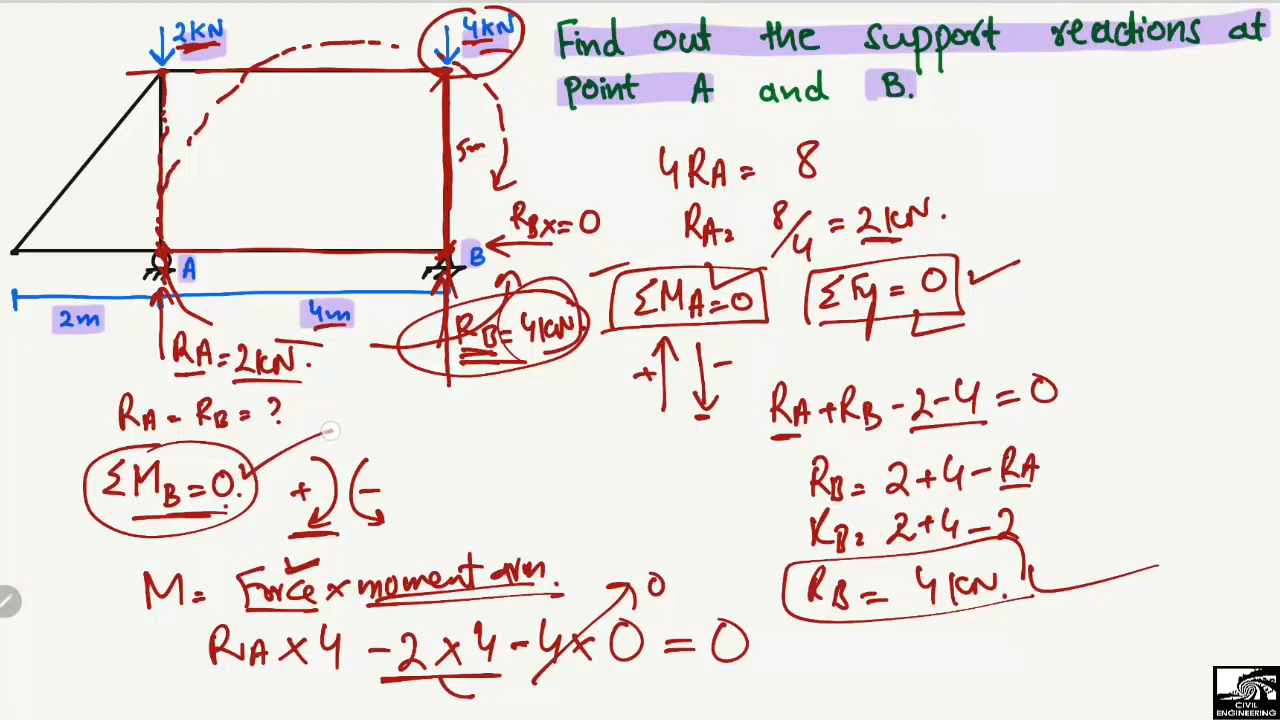 2KN
4KN
Find out the support reactions at
point A and B.
5m
4RA = 8
RBx = 0
RA = 8/4 = 2KN.
A
B
ΣMA = 0
ΣFy = 0
2m
4m
RB = 4KN
RA = 2KN.
+ -
RA - RB = ?
RA + RB - 2 - 4 = 0
ΣMB = 0.
+ -
RB = 2 + 4 - RA
RB = 2 + 4 - 2
M = Force × moment arm.
0
RB = 4KN.
RA × 4 - 2 × 4 - 4 × 0 = 0
CIVIL
ENGINEERING